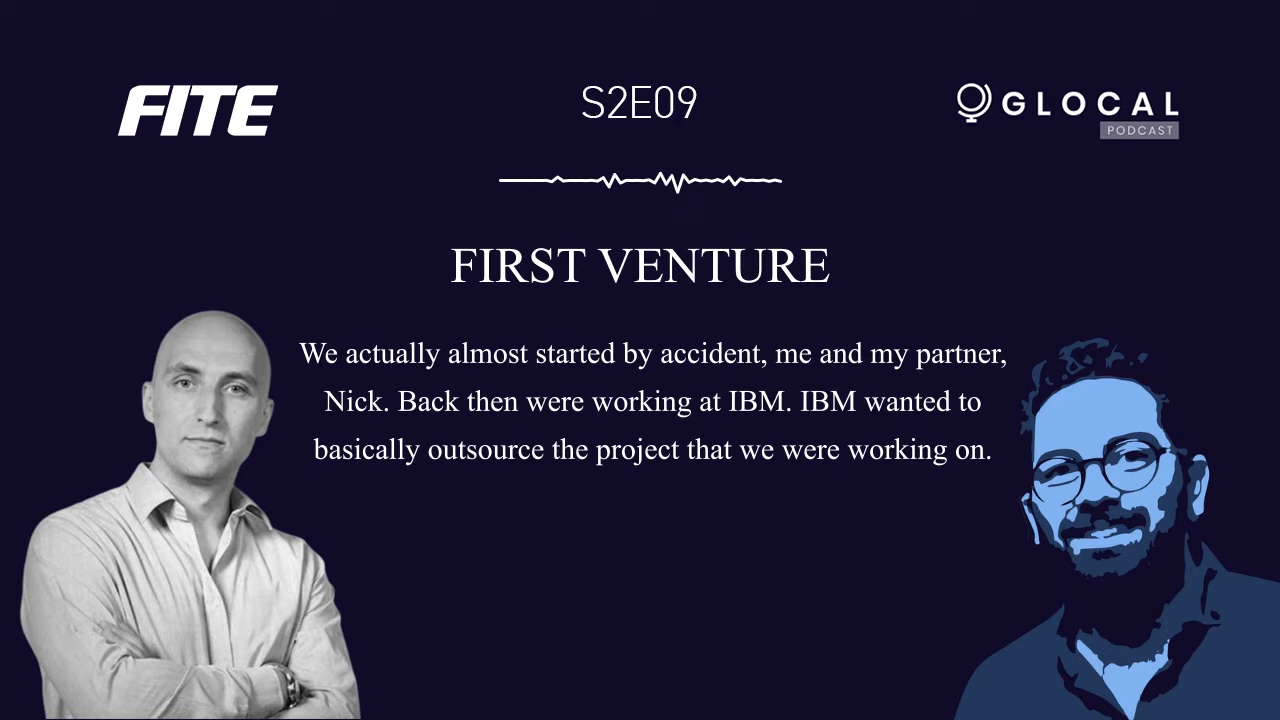 FITE
S2E09
GLOCAL
PODCAST
FIRST VENTURE
We actually almost started by accident, me and my partner,
Nick. Back then were working at IBM. IBM wanted to
basically outsource the project that we were working on.